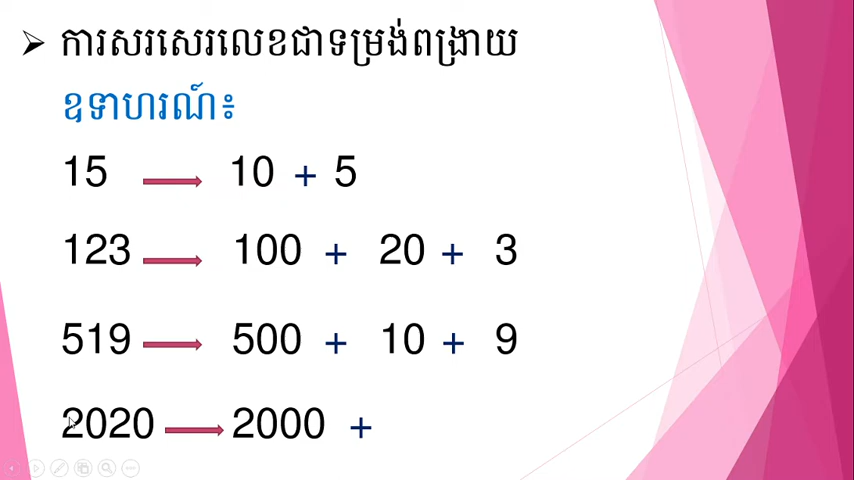 ការសរសេរលេខជាទម្រង់ពង្រាយ
ឧទាហរណ៍ៈ
15 → 10 + 5
123 → 100 + 20 + 3
519 → 500 + 10 + 9
2020 → 2000 +